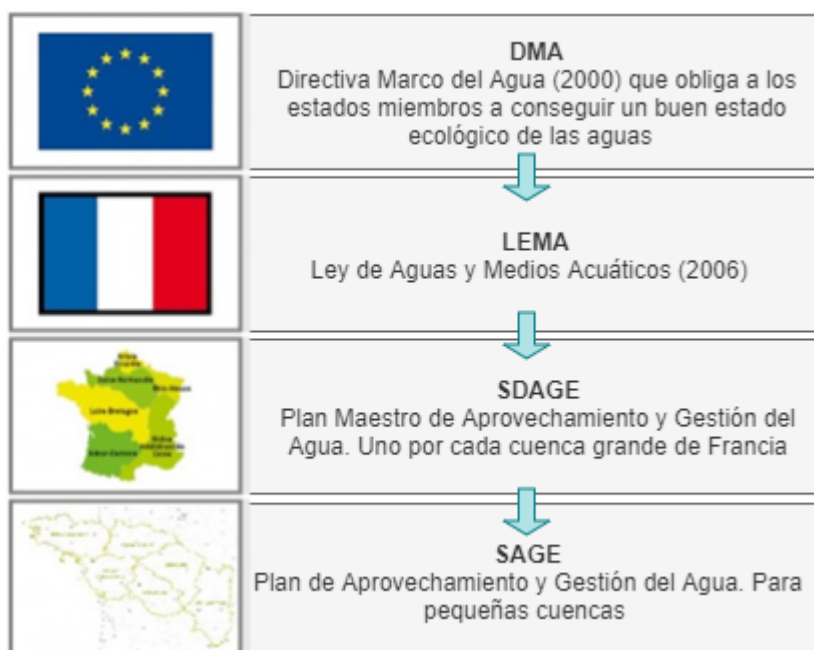 DMA
Directiva Marco del Agua (2000) que obliga a los
estados miembros a conseguir un buen estado
ecológico de las aguas
LEMA
Ley de Aguas y Medios Acuáticos (2006)
SDAGE
Plan Maestro de Aprovechamiento y Gestión del
Agua. Uno por cada cuenca grande de Francia
SAGE
Plan de Aprovechamiento y Gestión del Agua. Para
pequeñas cuencas